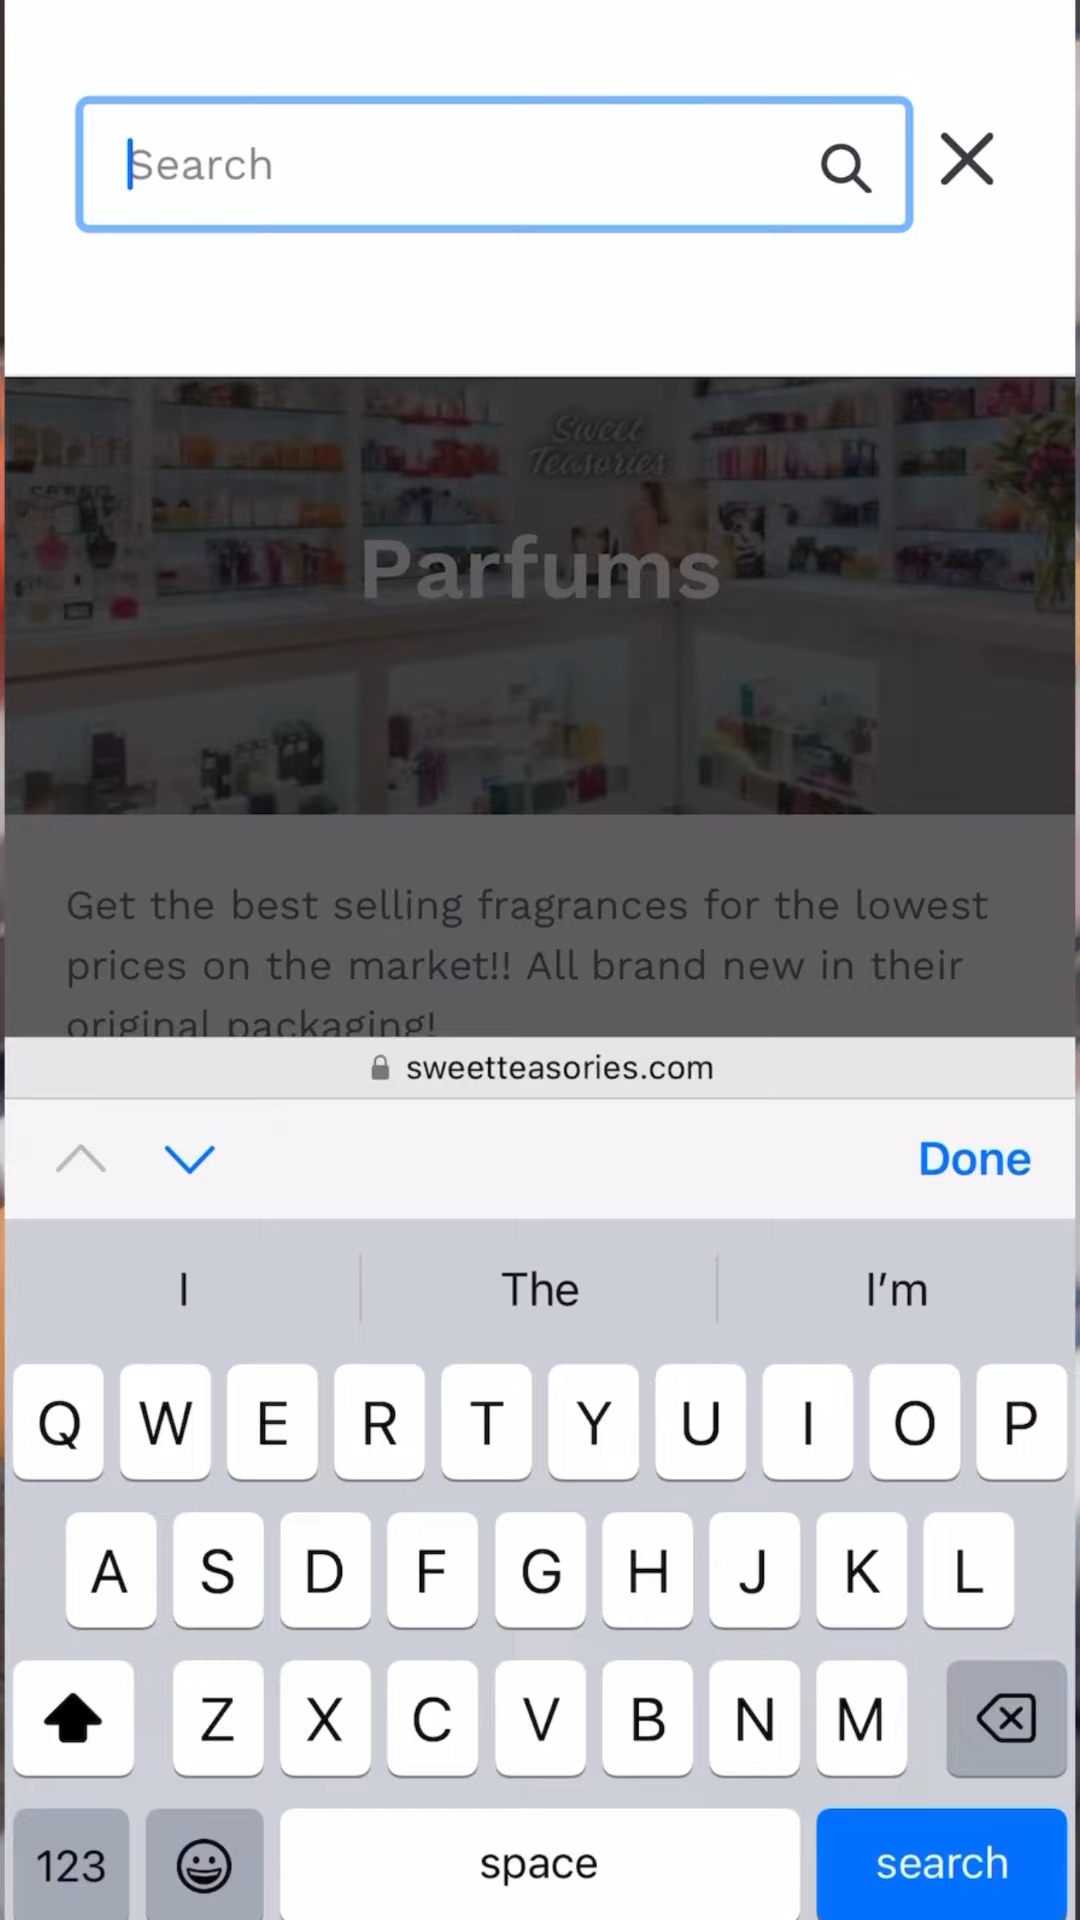 Search
Sweet
Teasories
Parfums
Get the best selling fragrances for the lowest
prices on the market!! All brand new in their
original packaging!
sweetteasories.com
Done
I The I'm
Q W E R T Y U I O P
A S D F G H J K L
Z X C V B N M
123 space search